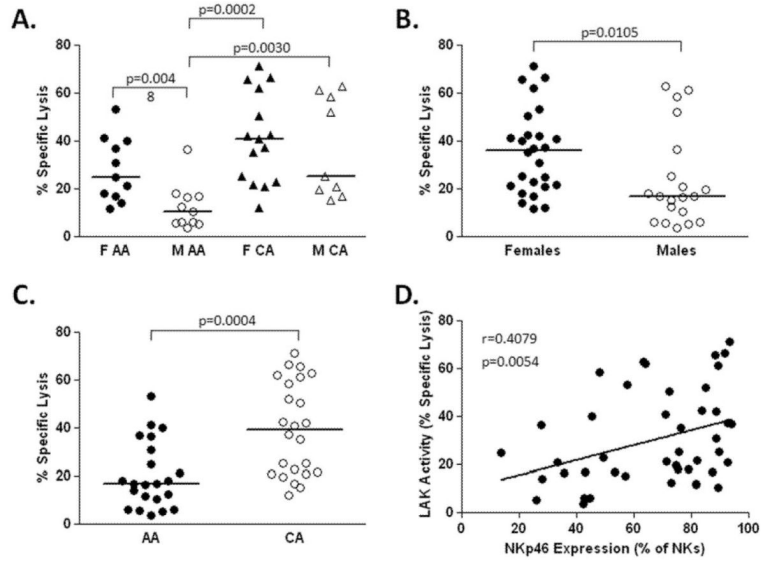 A.
p=0.0002
p=0.0030
p=0.004
8
80
60
40
20
0
% Specific Lysis
F AA M AA F CA M CA
B.
p=0.0105
80
60
40
20
0
% Specific Lysis
Females Males
C.
p=0.0004
80
60
40
20
0
% Specific Lysis
AA CA
D.
r=0.4079
p=0.0054
80
60
40
20
0
LAK Activity (% Specific Lysis)
0 20 40 60 80 100
NKp46 Expression (% of NKs)